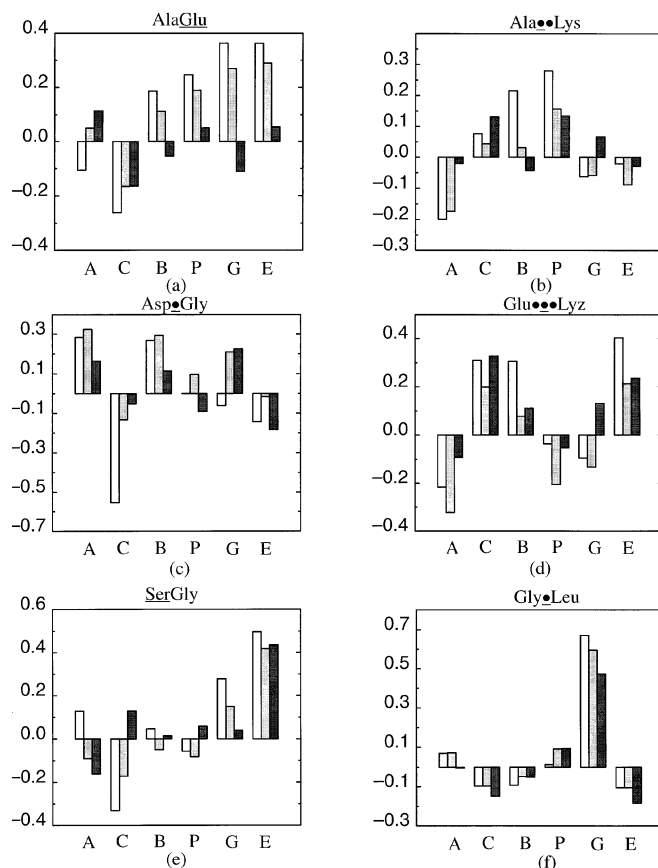 AlaGlu
0.4
0.2
0.0
−0.2
−0.4
A C B P G E
(a)
Ala••Lys
0.3
0.2
0.1
0.0
−0.1
−0.2
−0.3
A C B P G E
(b)
Asp•Gly
0.3
0.1
−0.1
−0.3
−0.5
−0.7
A C B P G E
(c)
Glu•••Lyz
0.4
0.2
0.0
−0.2
−0.4
A C B P G E
(d)
SerGly
0.6
0.4
0.2
0.0
−0.2
−0.4
A C B P G E
(e)
Gly•Leu
0.7
0.5
0.3
0.1
−0.1
−0.3
A C B P G E
(f)